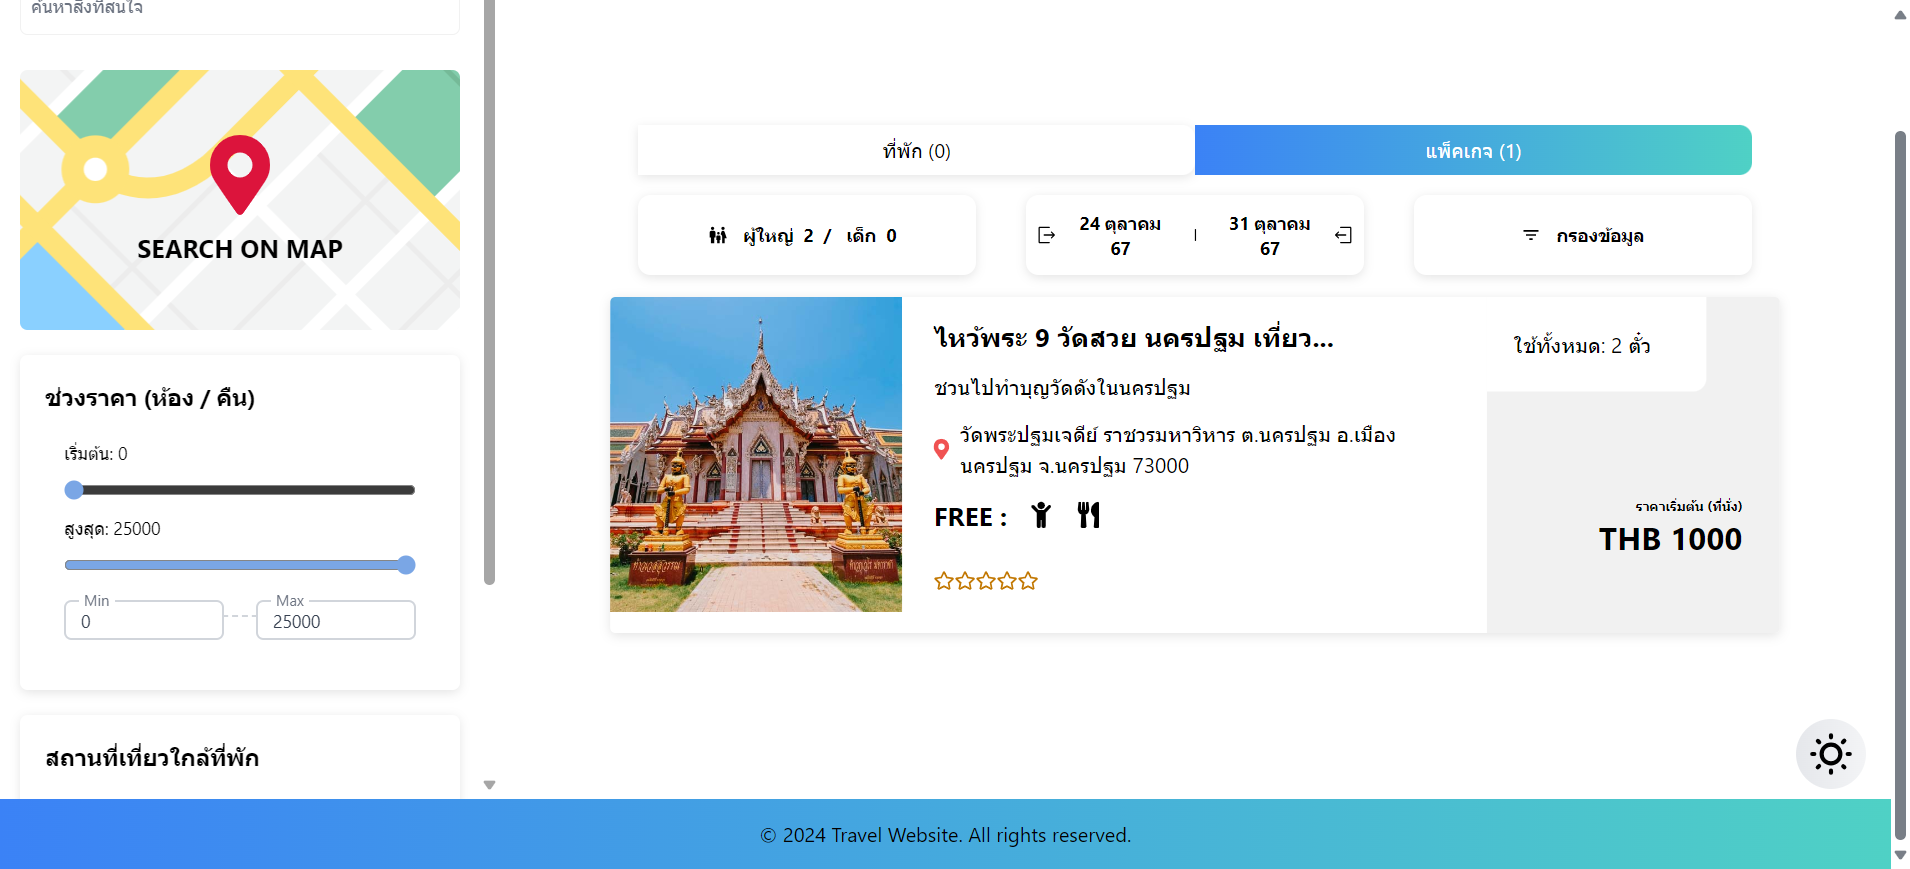 ค้นหาสิ่งที่สนใจ
SEARCH ON MAP
ช่วงราคา (ห้อง / คืน)
เริ่มต้น: 0
สูงสุด: 25000
Min
0
Max
25000
สถานที่เที่ยวใกล้ที่พัก
ที่พัก (0)
แพ็คเกจ (1)
ผู้ใหญ่ 2 / เด็ก 0
24 ตุลาคม
67
31 ตุลาคม
67
กรองข้อมูล
ไหว้พระ 9 วัดสวย นครปฐม เที่ยว...
ชวนไปทำบุญวัดดังในนครปฐม
วัดพระปฐมเจดีย์ ราชวรมหาวิหาร ต.นครปฐม อ.เมือง
นครปฐม จ.นครปฐม 73000
FREE :
ใช้ทั้งหมด: 2 ตั๋ว
ราคาเริ่มต้น (ที่นั่ง)
THB 1000
© 2024 Travel Website. All rights reserved.